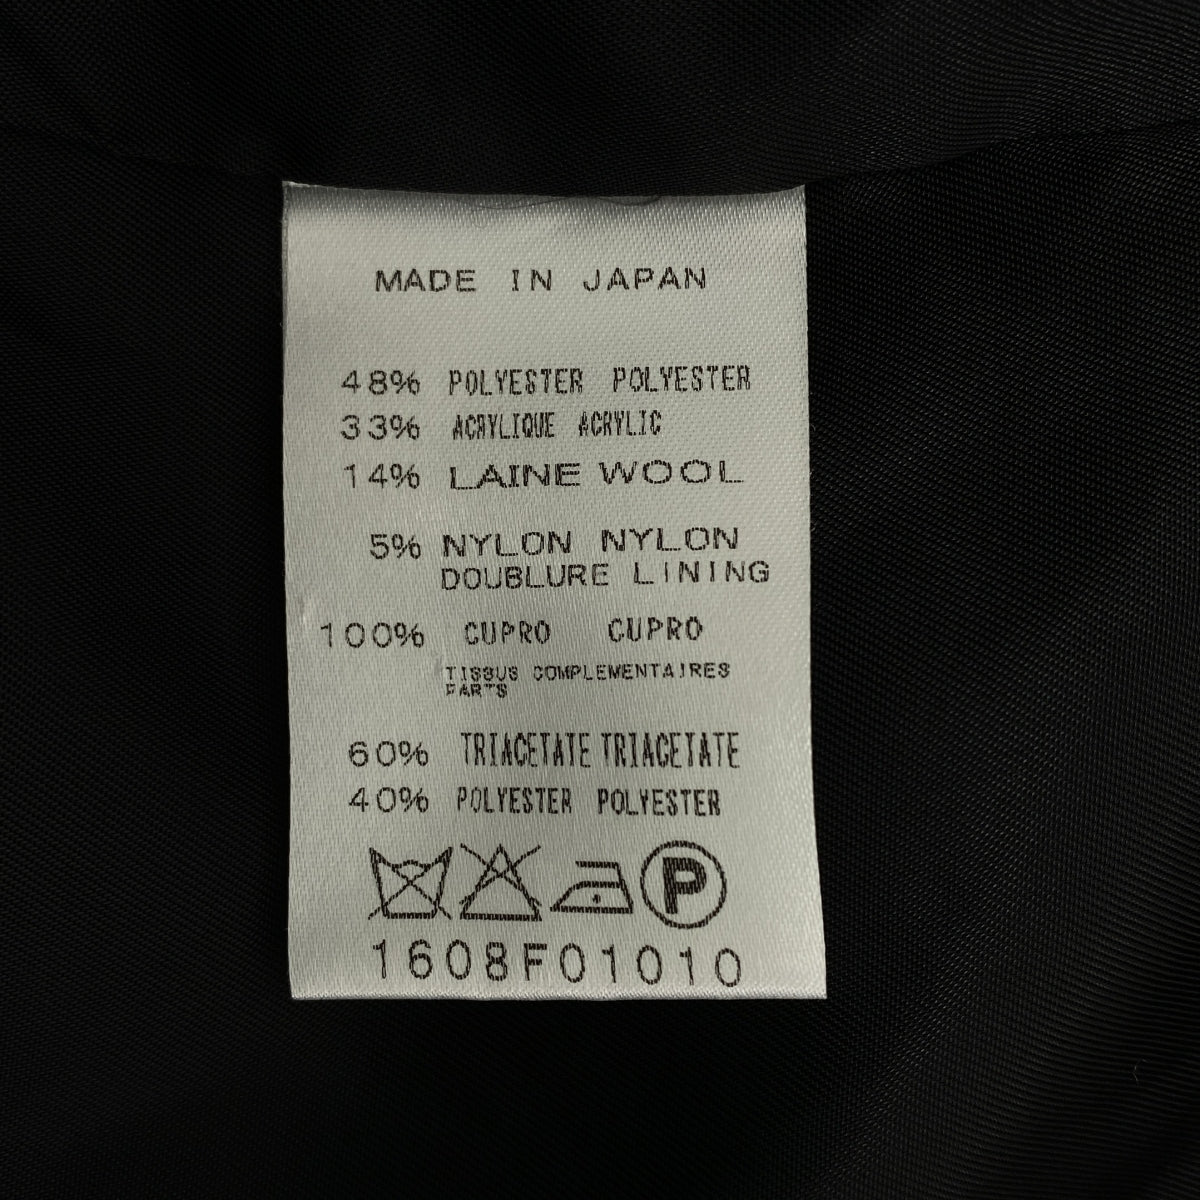 MADE IN JAPAN
48% POLYESTER POLYESTER
33% ACRYLIQUE ACRYLIC
14% LAINE WOOL
5% NYLON NYLON
DOUBLURE LINING
100% CUPRO CUPRO
TISSUS COMPLEMENTAIRES
PARTS
60% TRIACETATE TRIACETATE
40% POLYESTER POLYESTER
P
1608F01010